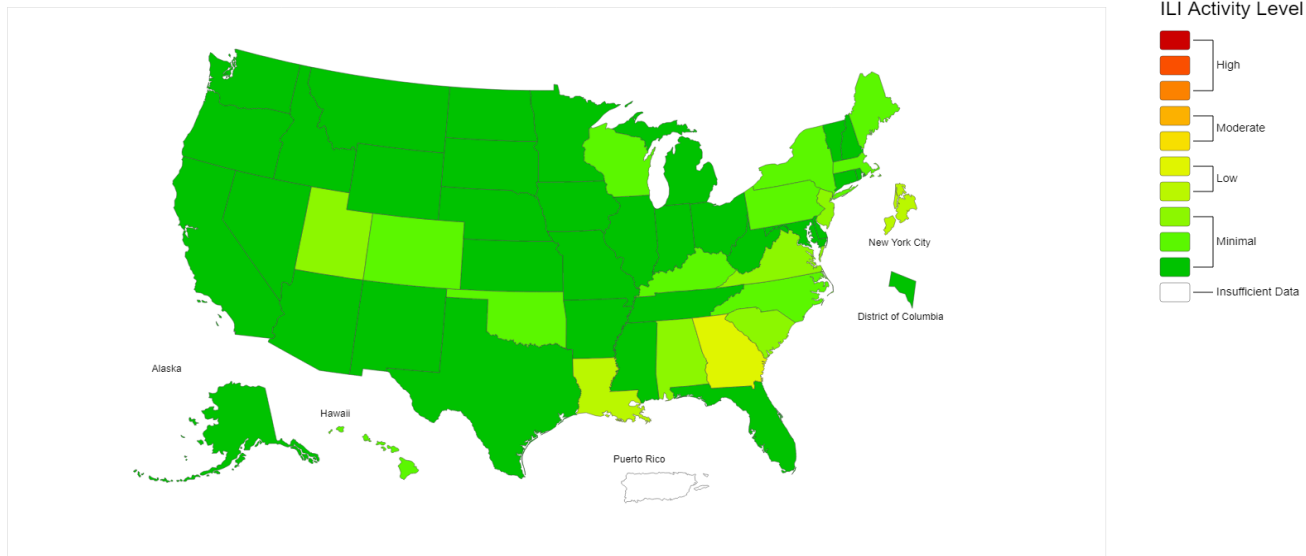 ILI Activity Level
High
Moderate
Low
Minimal
Insufficient Data
New York City
District of Columbia
Alaska
Hawaii
Puerto Rico